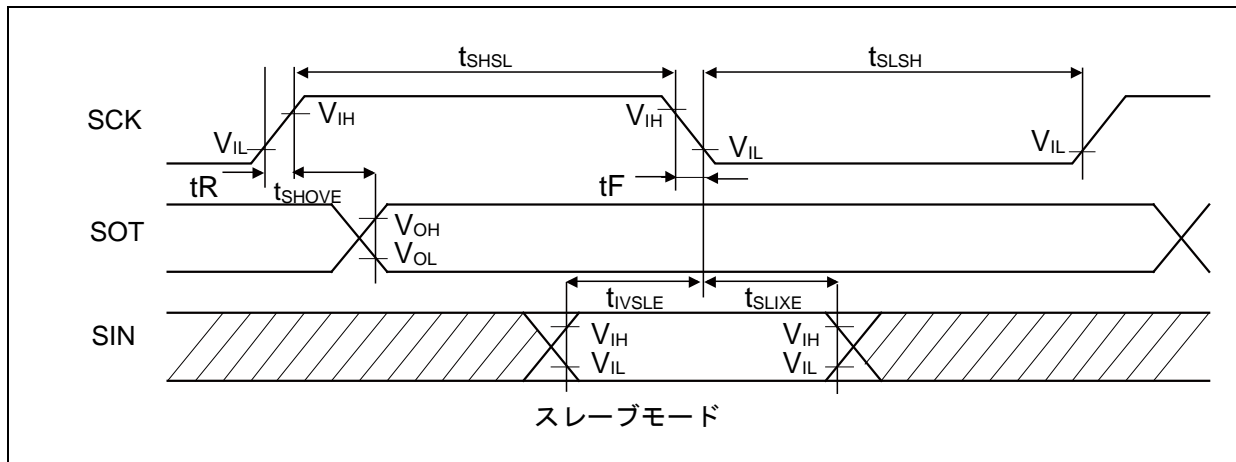 tSHSL tSLSH
SCK VIH VIH
VIL VIL VIL
tR tSHOVE tF
SOT VOH
VOL
tIVSLE tSLIXE
SIN VIH VIH
VIL VIL
スレーブモード